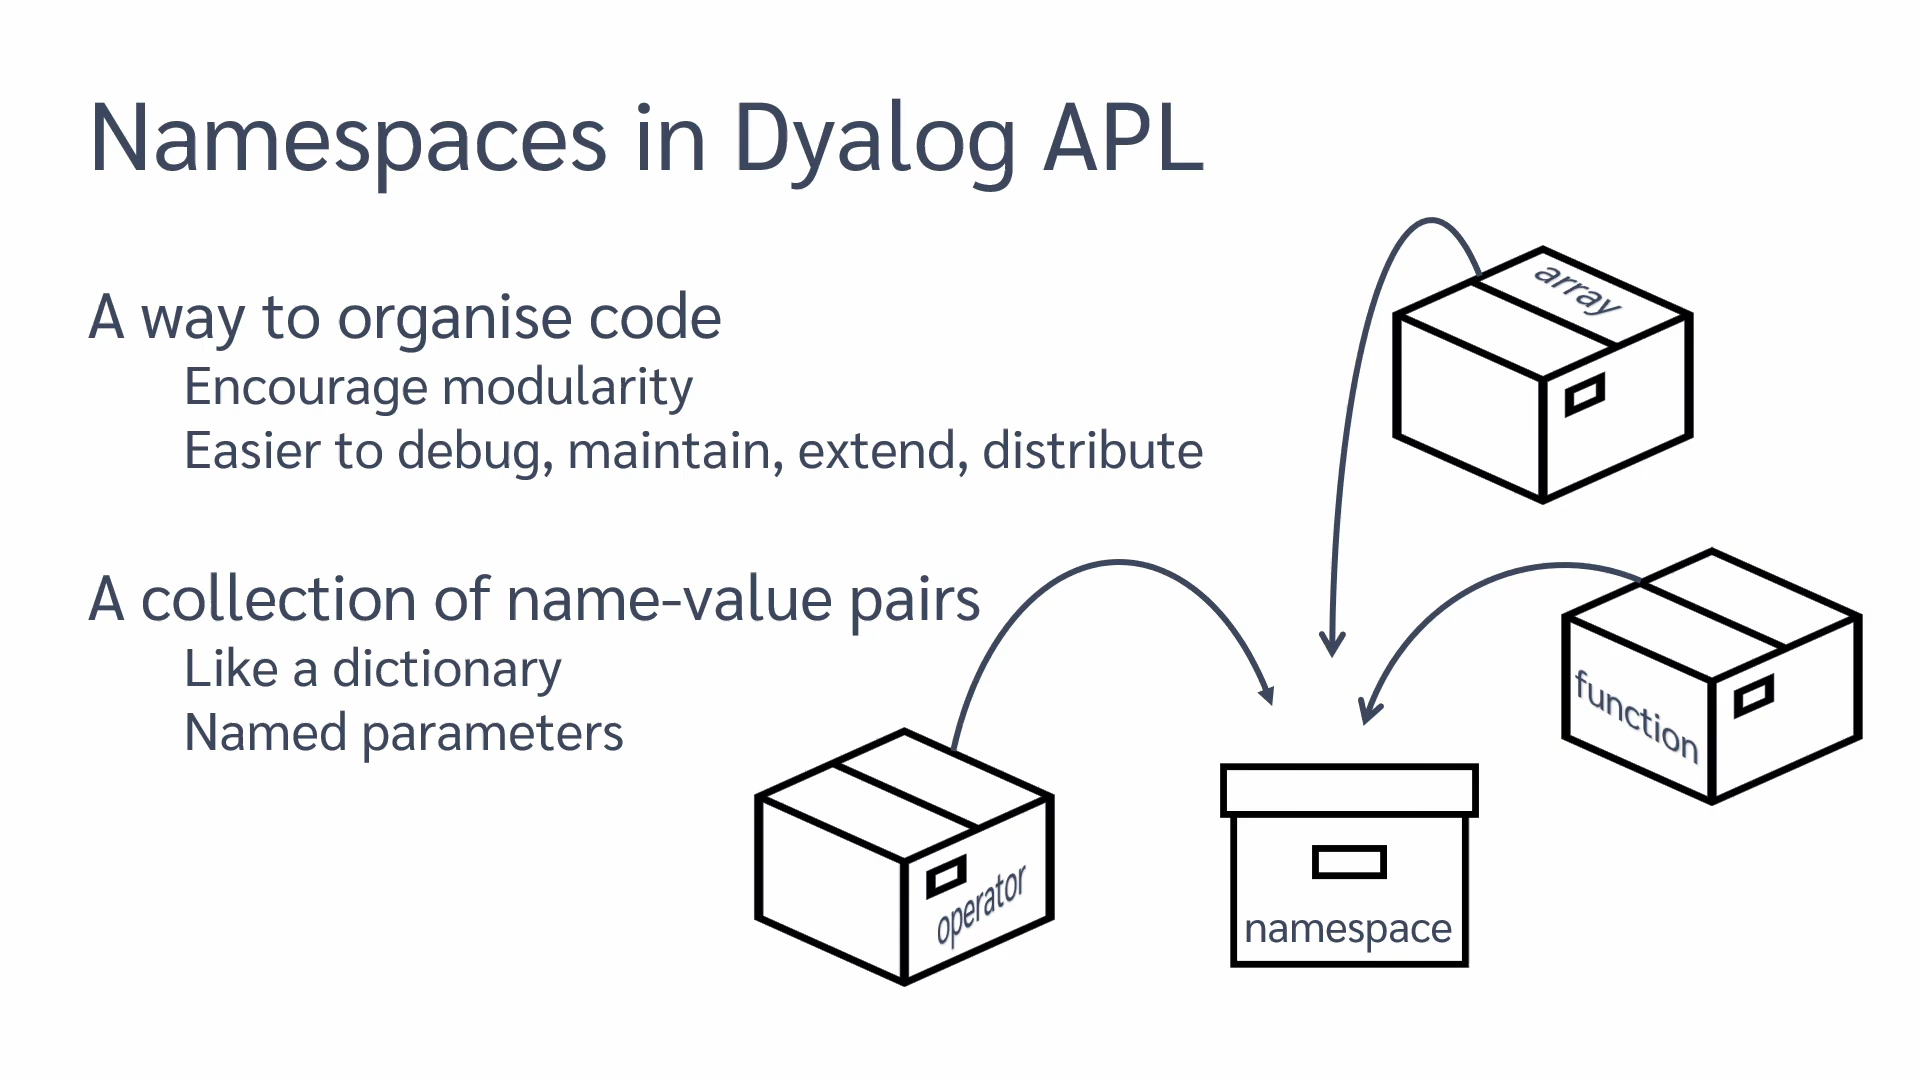 Namespaces in Dyalog APL
A way to organise code
Encourage modularity
Easier to debug, maintain, extend, distribute
A collection of name-value pairs
Like a dictionary
Named parameters
array
function
operator
namespace